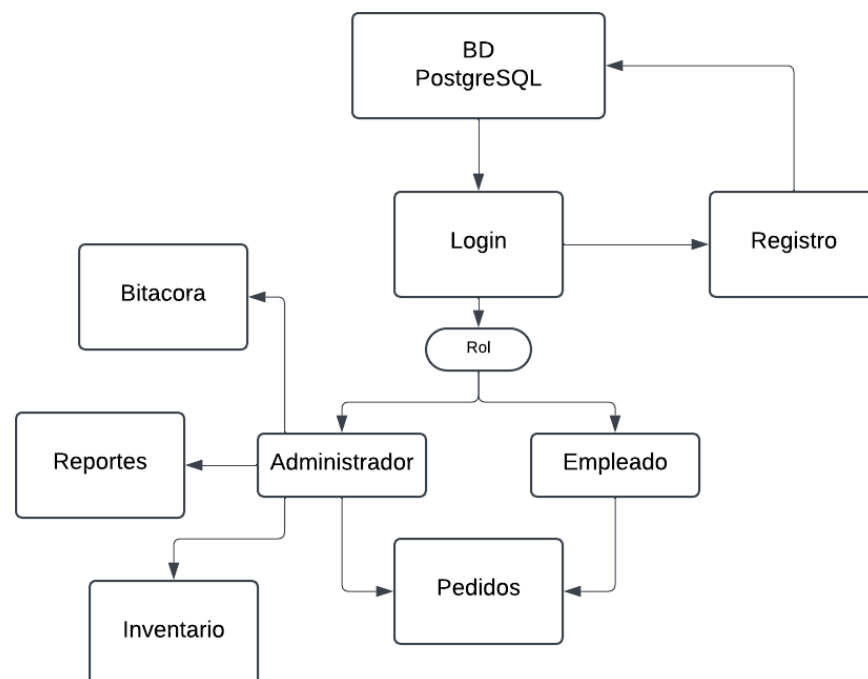 BD
PostgreSQL
Login
Registro
Bitacora
Rol
Reportes
Administrador
Empleado
Pedidos
Inventario